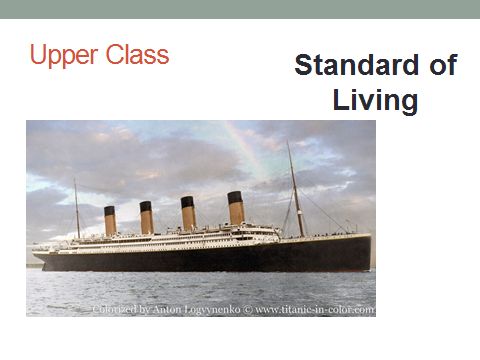 Upper Class
Standard of
Living
Colorized by Anton Logvynenko © www.titanic-in-color.com